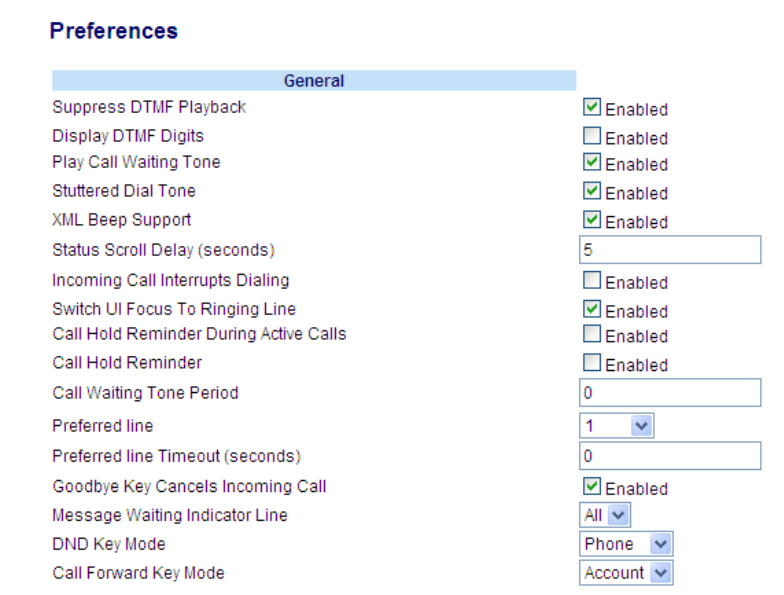 Preferences
General
Suppress DTMF Playback Enabled
Display DTMF Digits Enabled
Play Call Waiting Tone Enabled
Stuttered Dial Tone Enabled
XML Beep Support Enabled
Status Scroll Delay (seconds) 5
Incoming Call Interrupts Dialing Enabled
Switch UI Focus To Ringing Line Enabled
Call Hold Reminder During Active Calls Enabled
Call Hold Reminder Enabled
Call Waiting Tone Period 0
Preferred line 1
Preferred line Timeout (seconds) 0
Goodbye Key Cancels Incoming Call Enabled
Message Waiting Indicator Line All
DND Key Mode Phone
Call Forward Key Mode Account